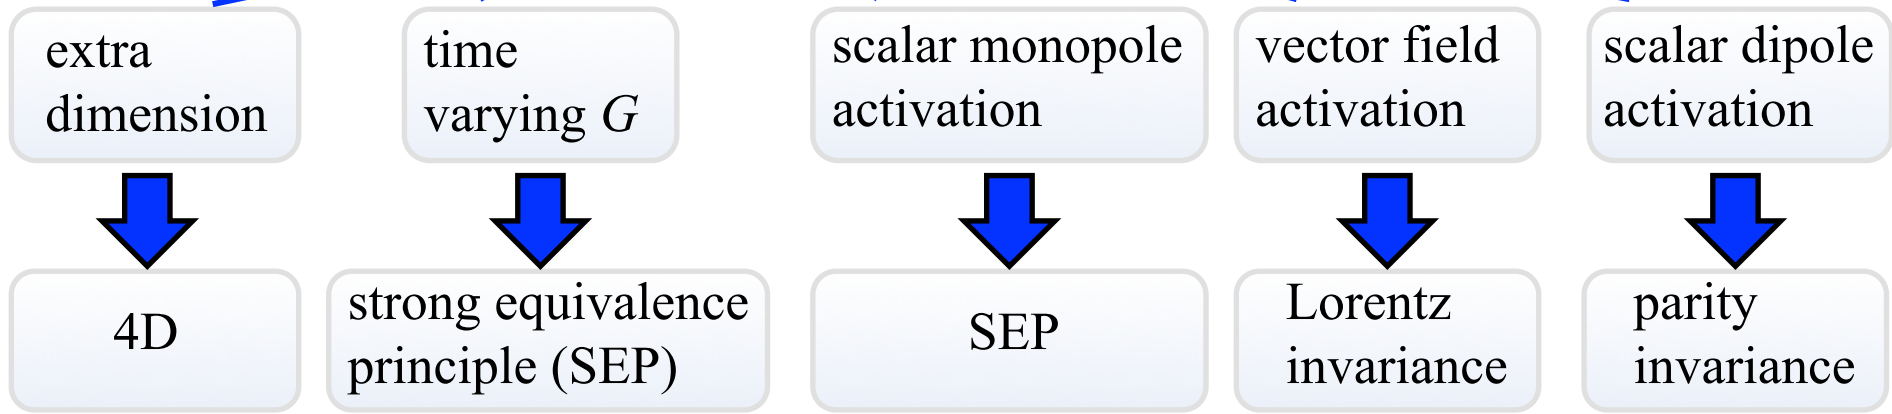 extra
dimension
time
varying G
scalar monopole
activation
vector field
activation
scalar dipole
activation
4D
strong equivalence
principle (SEP)
SEP
Lorentz
invariance
parity
invariance